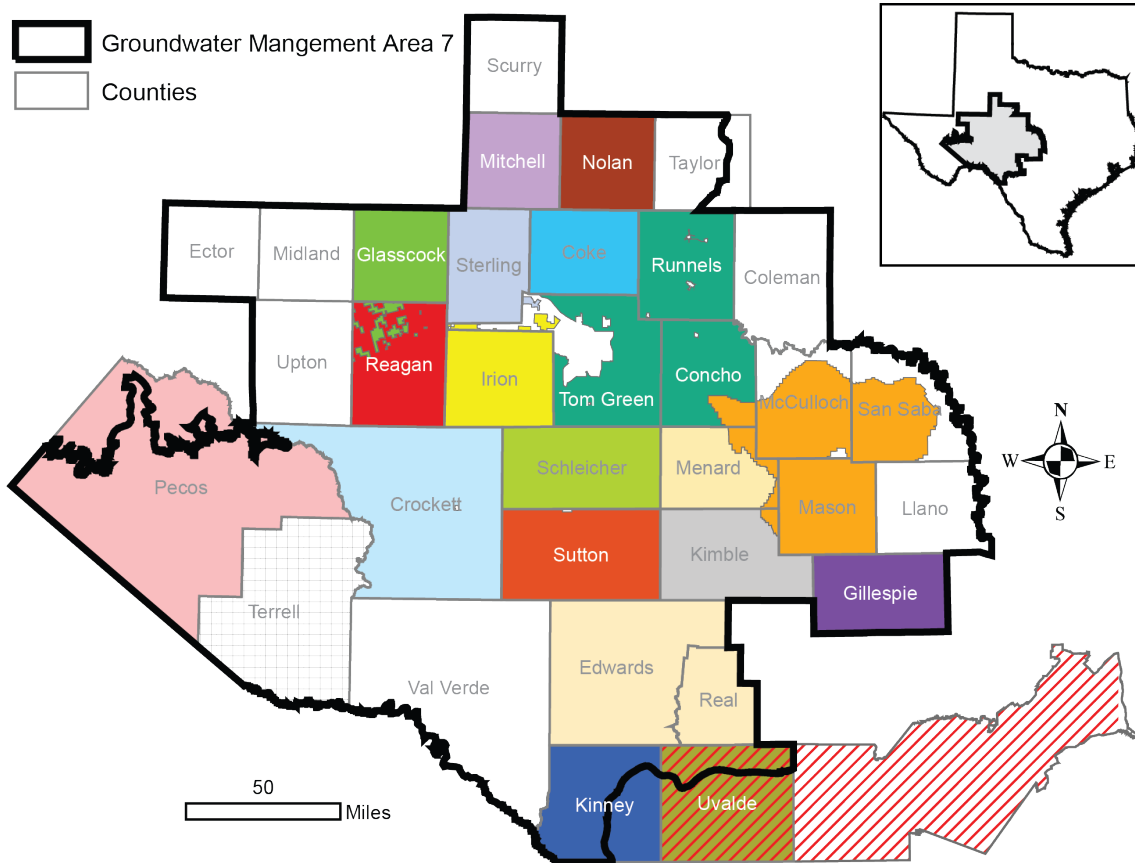 Groundwater Mangement Area 7
Counties
Scurry
Mitchell
Nolan
Taylor
Ector
Midland
Glasscock
Sterling
Coke
Runnels
Coleman
Upton
Reagan
Irion
Tom Green
Concho
McCulloch
San Saba
Pecos
Crockett
Schleicher
Menard
Mason
Llano
N
W
E
S
Terrell
Sutton
Kimble
Gillespie
Val Verde
Edwards
Real
Kinney
Uvalde
50
Miles